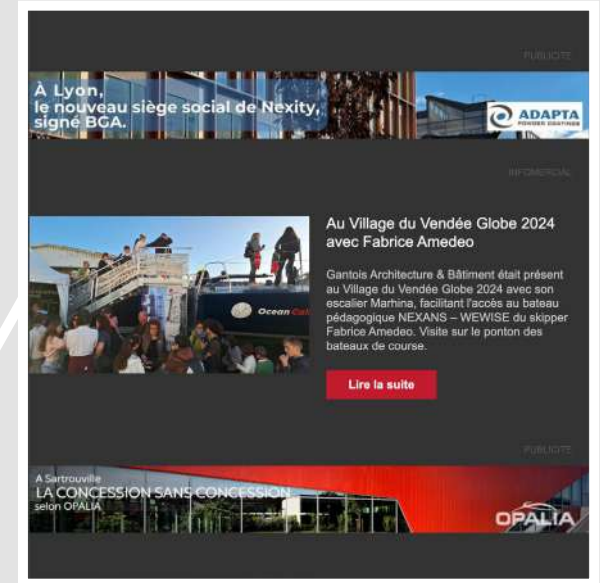 PUBLICITÉ
À Lyon,
le nouveau siège social de Nexity,
signé BGA.
ADAPTA
POWDER COATINGS
INFOMERCIAL
Au Village du Vendée Globe 2024
avec Fabrice Amedeo
Gantois Architecture & Bâtiment était présent
au Village du Vendée Globe 2024 avec son
escalier Marhina, facilitant l'accès au bateau
pédagogique NEXANS – WEWISE du skipper
Fabrice Amedeo. Visite sur le ponton des
bateaux de course.
Ocean Call
Lire la suite
PUBLICITÉ
A Sartrouville
LA CONCESSION SANS CONCESSION
selon OPALIA
OPALIA